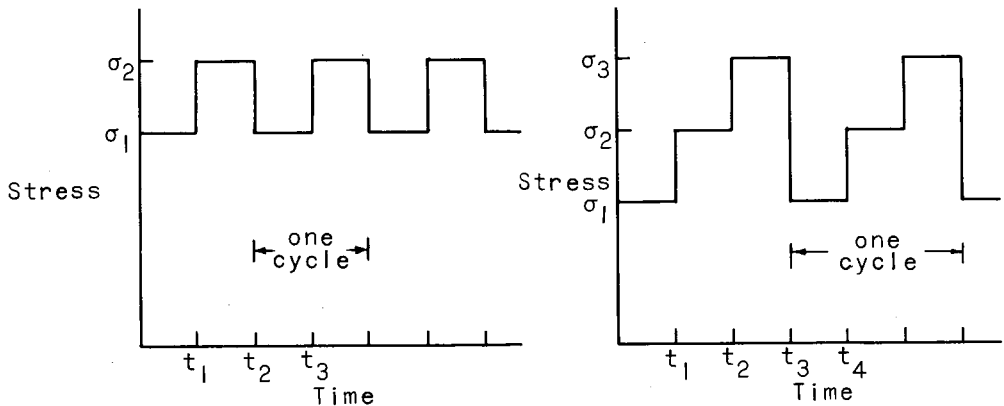 σ2
σ1
Stress
one
cycle
t1 t2 t3
Time
σ3
σ2
Stress
σ1
one
cycle
t1 t2 t3 t4
Time